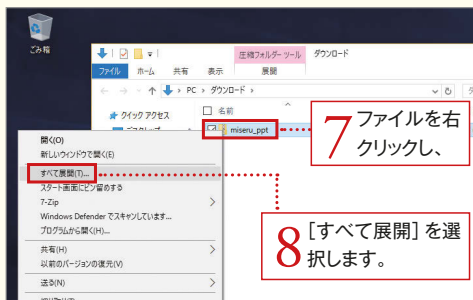 ごみ箱
圧縮フォルダー ツール ダウンロード
ファイル ホーム 共有 表示 展開
PC > ダウンロード >
クイック アクセス
名前
miseru_ppt
7 ファイルを右
クリックし、
開く(O)
新しいウィンドウで開く(E)
すべて展開(T)...
スタート画面にピン留めする
7-Zip
Windows Defender でスキャンしています...
プログラムから開く(H)...
共有(H)
以前のバージョンの復元(V)
送る(N)
8 [すべて展開] を選
択します。